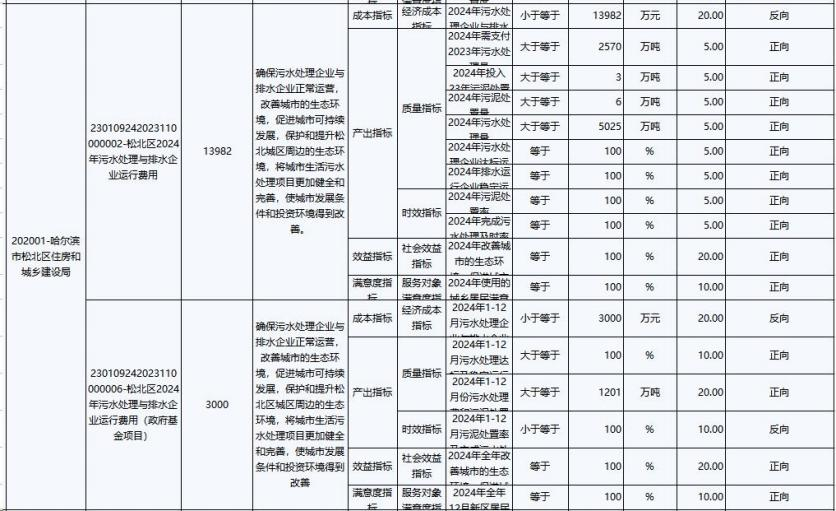 202001-哈尔滨
市松北区住房和
城乡建设局
230109242023110
000002-松北区2024
年污水处理与排水企
业运行费用
13982
确保污水处理企业与
排水企业正常运营，
改善城市的生态环
境，促进城市可持续
发展，保护和提升松
北城区周边的生态环
境，将城市生活污水
处理项目更加健全和
完善，使城市发展条
件和投资环境得到改
善。
成本指标
经济成本
指标
2024年污水处
理企业与排水
小于等于 13982 万元 20.00 反向
产出指标
质量指标
2024年需支付
2023年污水处
大于等于 2570 万吨 5.00 正向
2024年投入
23年污泥处置
大于等于 3 万吨 5.00 正向
2024年污泥处
置量
大于等于 6 万吨 5.00 正向
2024年污水处
理量
大于等于 5025 万吨 5.00 正向
2024年污水处
理企业达标运
等于 100 % 5.00 正向
2024年排水运
行企业稳定运
等于 100 % 5.00 正向
时效指标
2024年污泥处
置率
等于 100 % 5.00 正向
2024年完成污
水处理及时率
等于 100 % 5.00 正向
效益指标
社会效益
指标
2024年改善城
市的生态环
等于 100 % 20.00 正向
满意度指
标
服务对象
满意度指
2024年使用的
城乡居民满意
等于 100 % 10.00 正向
230109242023110
000006-松北区2024
年污水处理与排水企
业运行费用（政府基
金项目）
3000
确保污水处理企业与
排水企业正常运营，
改善城市的生态环
境，促进城市可持续
发展，保护和提升松
北城区周边的生态
环境，将城市生活污
水处理项目更加健全
和完善，使城市发展
条件和投资环境得到
改善
成本指标
经济成本
指标
2024年1-12
月污水处理企
小于等于 3000 万元 20.00 反向
产出指标
质量指标
2024年1-12
月污水处理达
大于等于 100 % 10.00 正向
2024年1-12
月份污水处理
大于等于 1201 万吨 20.00 正向
时效指标
2024年1-12
月污泥处置率
小于等于 100 % 10.00 反向
效益指标
社会效益
指标
2024年全年改
善城市的生态
等于 100 % 20.00 正向
满意度指
标
服务对象
满意度指
2024年全年
12月新区居民
等于 100 % 10.00 正向